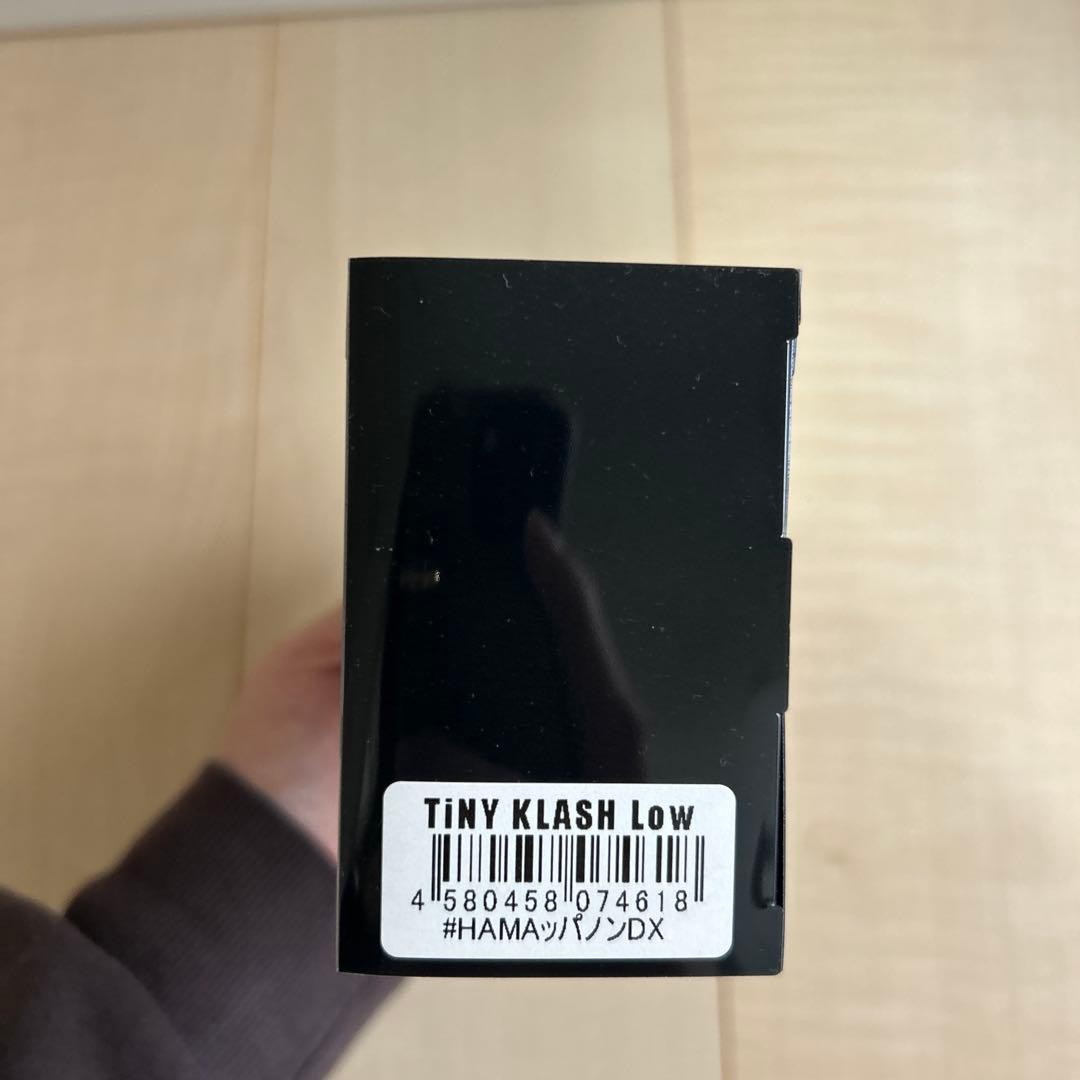 TiNY KLASH Low
4 580458 074618
#HAMAッパノンDX